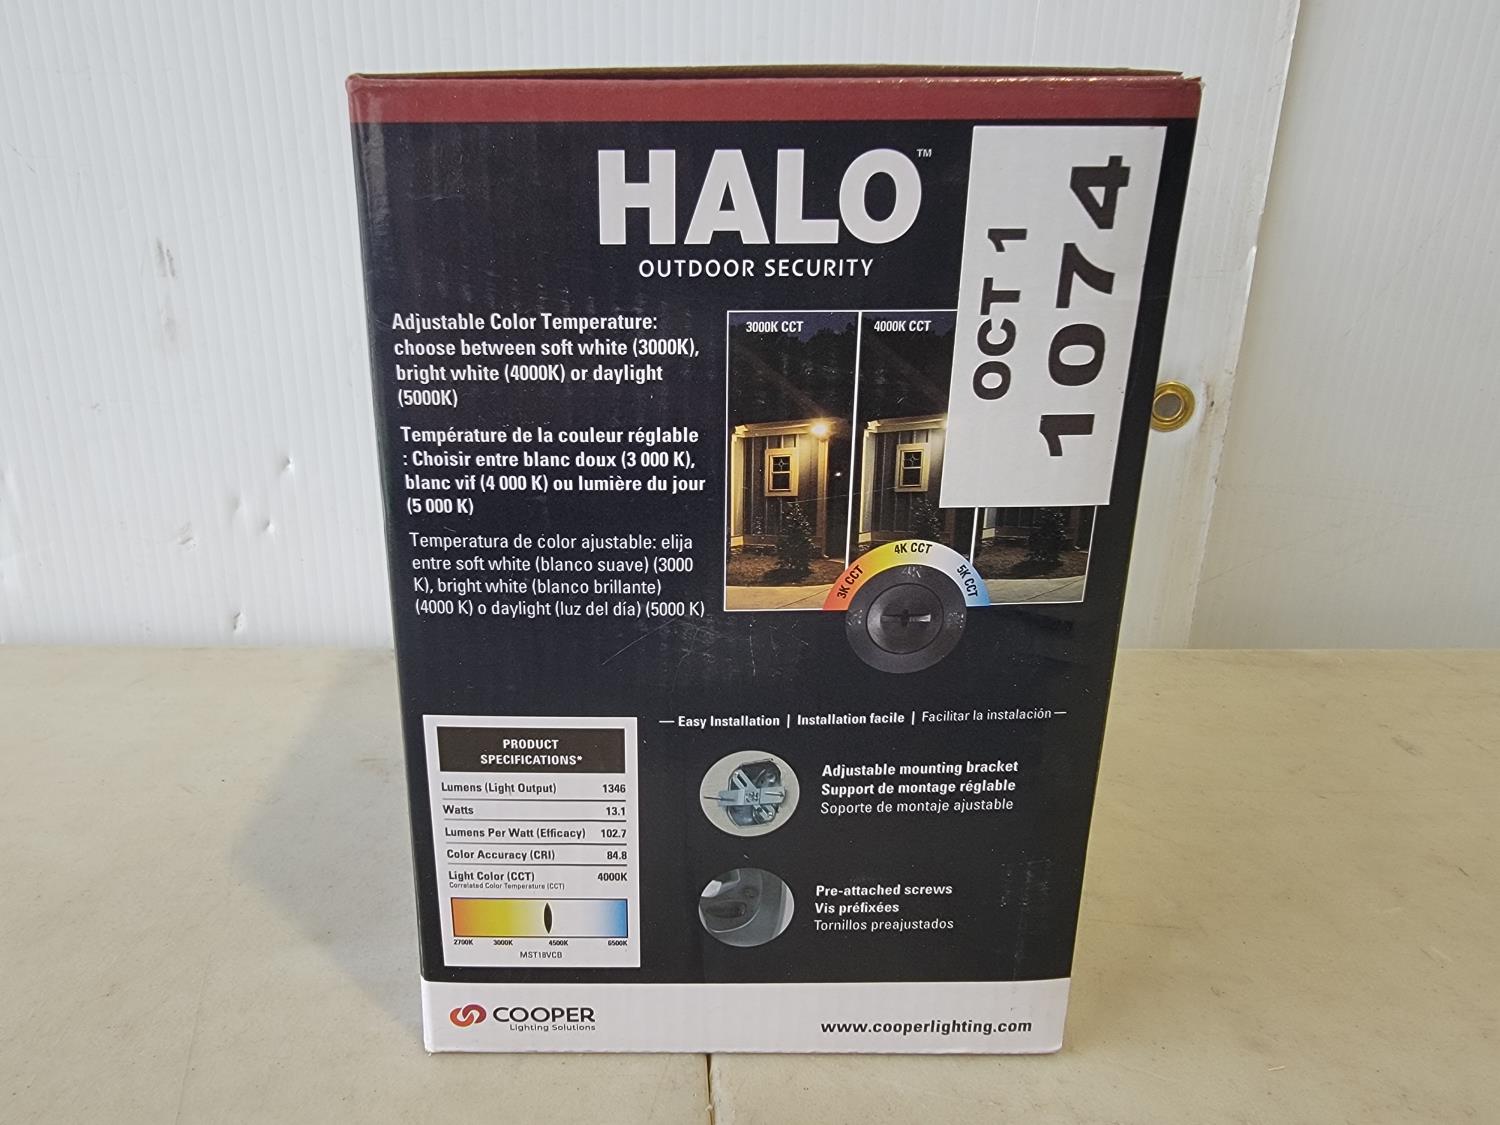 HALO™
OUTDOOR SECURITY
OCT 1
1074
Adjustable Color Temperature:
choose between soft white (3000K),
bright white (4000K) or daylight
(5000K)
Température de la couleur réglable
: Choisir entre blanc doux (3 000 K),
blanc vif (4 000 K) ou lumière du jour
(5 000 K)
Temperatura de color ajustable: elija
entre soft white (blanco suave) (3000
K), bright white (blanco brillante)
(4000 K) o daylight (luz del día) (5000 K)
3000K CCT
4000K CCT
3K CCT
4K CCT
5K CCT
4K
— Easy Installation | Installation facile | Facilitar la instalación —
Adjustable mounting bracket
Support de montage réglable
Soporte de montaje ajustable
Pre-attached screws
Vis préfixées
Tornillos preajustados
PRODUCT
SPECIFICATIONS*
Lumens (Light Output) 1346
Watts 13.1
Lumens Per Watt (Efficacy) 102.7
Color Accuracy (CRI) 84.8
Light Color (CCT) 4000K
Correlated Color Temperature (CCT)
2700K 3000K 4500K 6500K
MST18VCB
COOPER
Lighting Solutions
www.cooperlighting.com